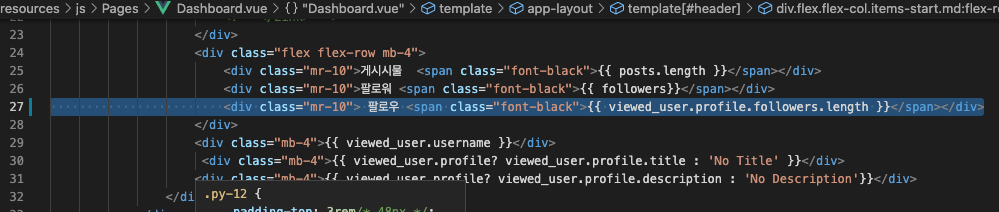 resources > js > Pages > Dashboard.vue > {} "Dashboard.vue" > template > app-layout > template[#header] > div.flex.flex-col.items-start.md:flex-r
23 </div>
24 <div class="flex flex-row mb-4">
25 <div class="mr-10">게시시물  <span class="font-black">{{ posts.length }}</span></div>
26 <div class="mr-10">팔로워 <span class="font-black">{{ followers}}</span></div>
27 <div class="mr-10"> 팔로우 <span class="font-black">{{ viewed_user.profile.followers.length }}</span></div>
28 </div>
29 <div class="mb-4">{{ viewed_user.username }}</div>
30 <div class="mb-4">{{ viewed_user.profile? viewed_user.profile.title : 'No Title' }}</div>
31 <div class="mb-4">{{ viewed_user.profile? viewed_user.profile.description : 'No Description'}}</div>
32 </di
.py-12 {
padding-top: 3rem/* 48px */;